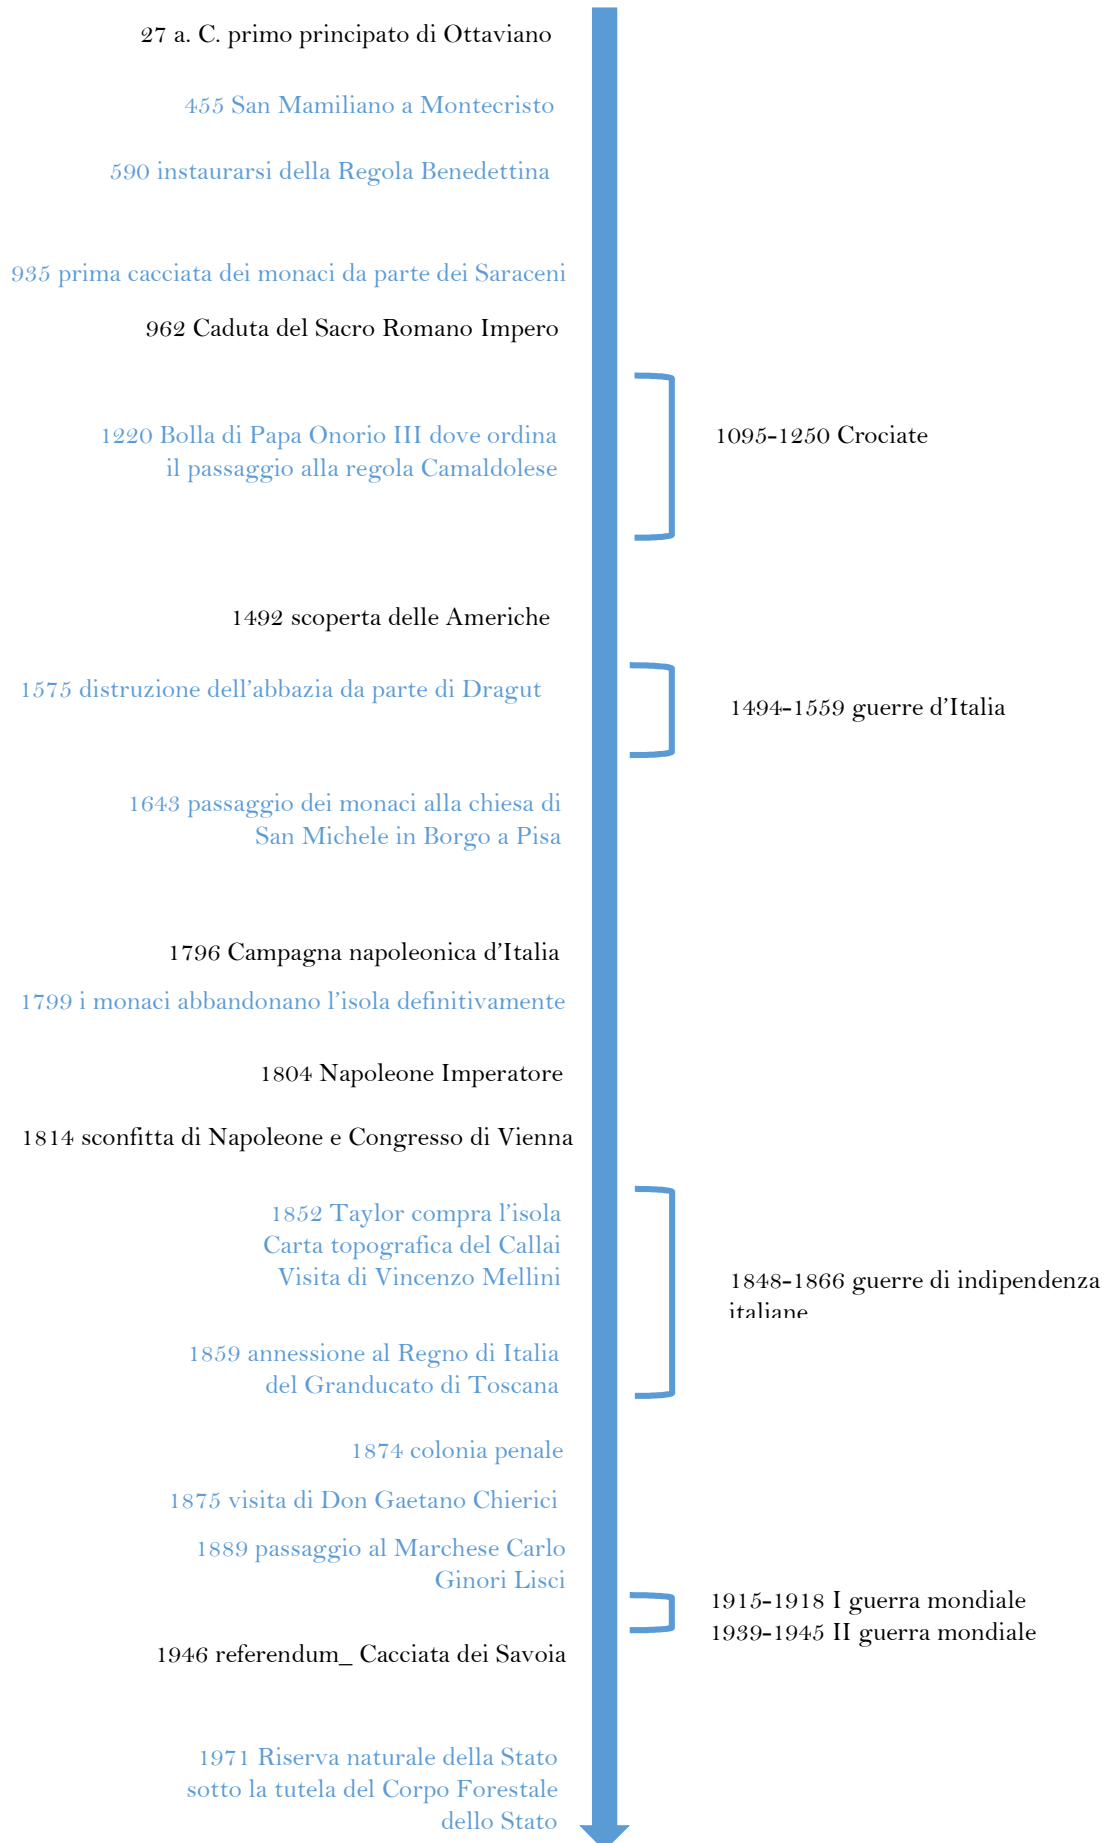 27 a. C. primo principato di Ottaviano
455 San Mamiliano a Montecristo
590 instaurarsi della Regola Benedettina
935 prima cacciata dei monaci da parte dei Saraceni
962 Caduta del Sacro Romano Impero
1220 Bolla di Papa Onorio III dove ordina
il passaggio alla regola Camaldolese
1095-1250 Crociate
1492 scoperta delle Americhe
1575 distruzione dell'abbazia da parte di Dragut
1494-1559 guerre d'Italia
1643 passaggio dei monaci alla chiesa di
San Michele in Borgo a Pisa
1796 Campagna napoleonica d'Italia
1799 i monaci abbandonano l'isola definitivamente
1804 Napoleone Imperatore
1814 sconfitta di Napoleone e Congresso di Vienna
1852 Taylor compra l'isola
Carta topografica del Callai
Visita di Vincenzo Mellini
1848-1866 guerre di indipendenza
italiane
1859 annessione al Regno di Italia
del Granducato di Toscana
1874 colonia penale
1875 visita di Don Gaetano Chierici
1889 passaggio al Marchese Carlo
Ginori Lisci
1915-1918 I guerra mondiale
1939-1945 II guerra mondiale
1946 referendum_ Cacciata dei Savoia
1971 Riserva naturale della Stato
sotto la tutela del Corpo Forestale
dello Stato